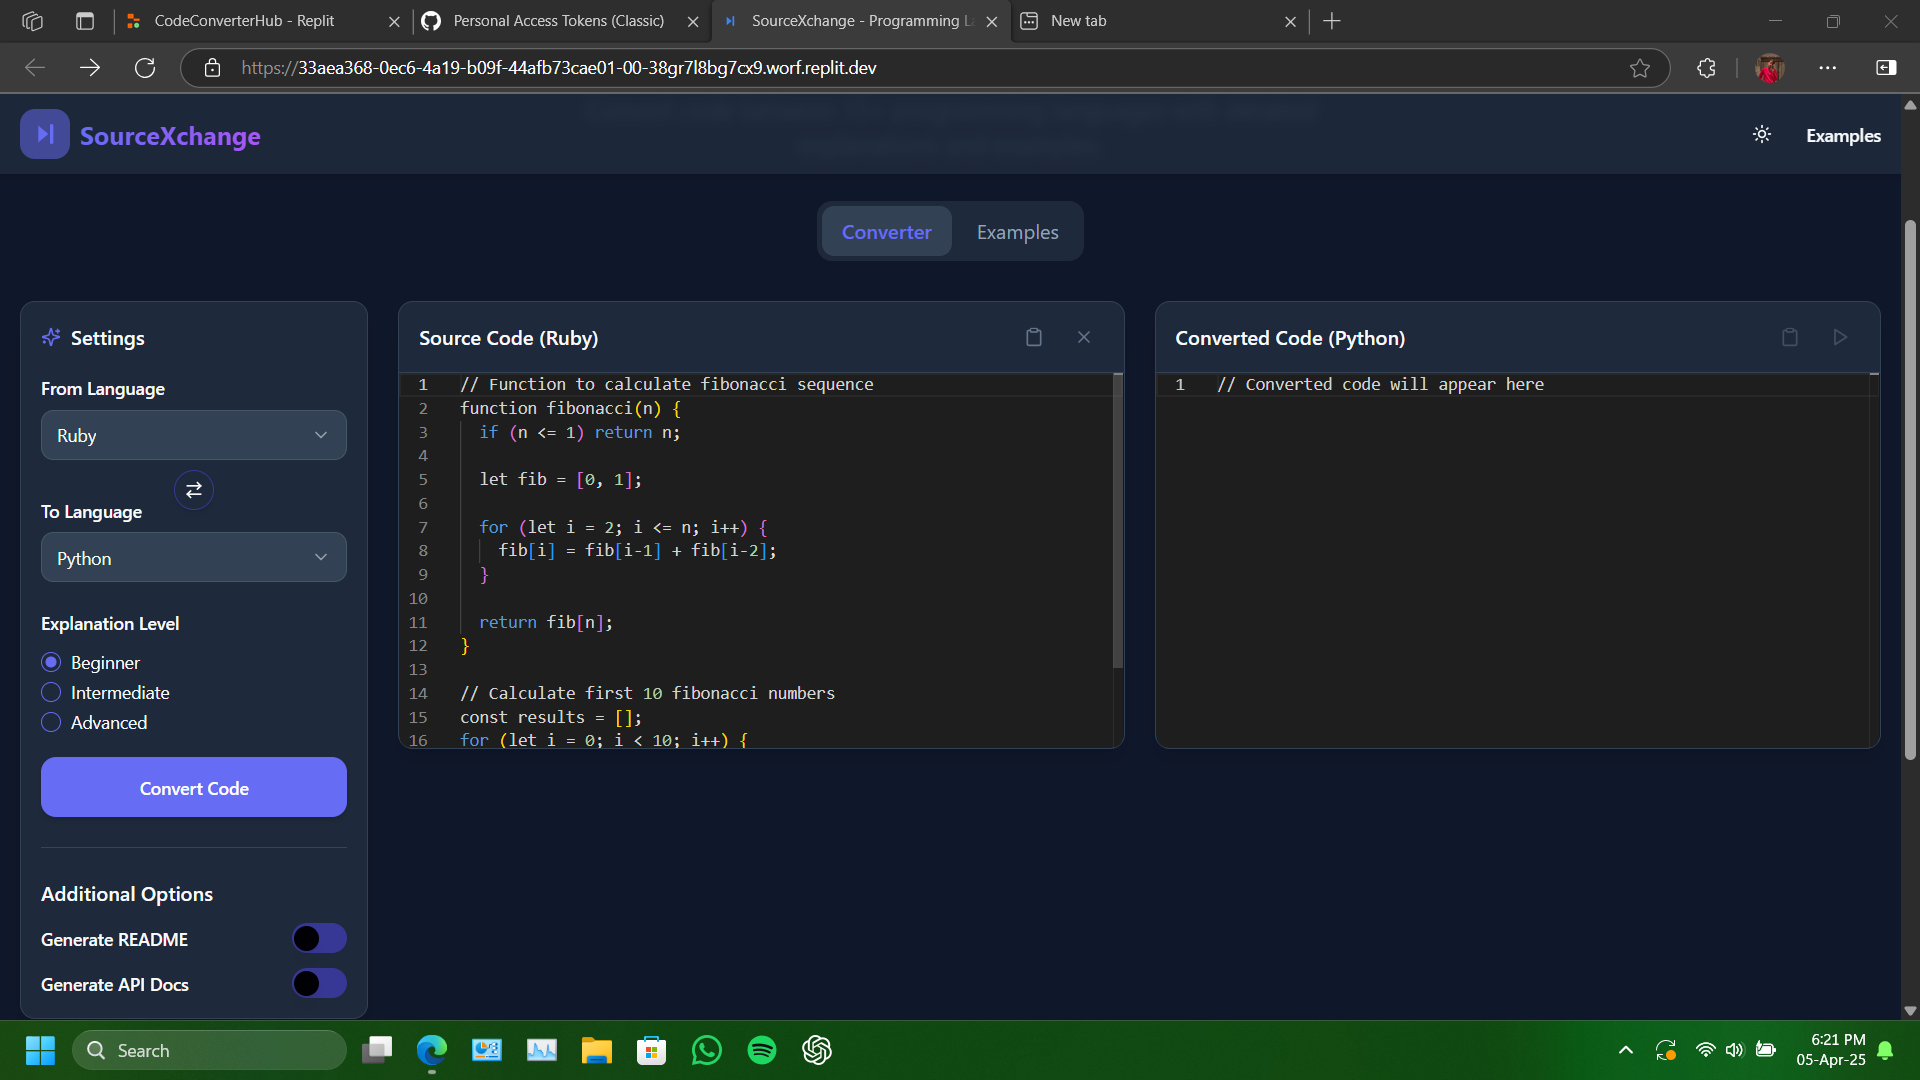 CodeConverterHub - Replit
Personal Access Tokens (Classic)
SourceXchange - Programming La
New tab
https://33aea368-0ec6-4a19-b09f-44afb73cae01-00-38gr7l8bg7cx9.worf.replit.dev
SourceXchange
Examples
Converter
Examples
Settings
From Language
Ruby
To Language
Python
Explanation Level
Beginner
Intermediate
Advanced
Convert Code
Additional Options
Generate README
Generate API Docs
Source Code (Ruby)
1 // Function to calculate fibonacci sequence
2 function fibonacci(n) {
3 if (n <= 1) return n;
4
5 let fib = [0, 1];
6
7 for (let i = 2; i <= n; i++) {
8 fib[i] = fib[i-1] + fib[i-2];
9 }
10
11 return fib[n];
12 }
13
14 // Calculate first 10 fibonacci numbers
15 const results = [];
16 for (let i = 0; i < 10; i++) {
Converted Code (Python)
1 // Converted code will appear here
Search
6:21 PM
05-Apr-25